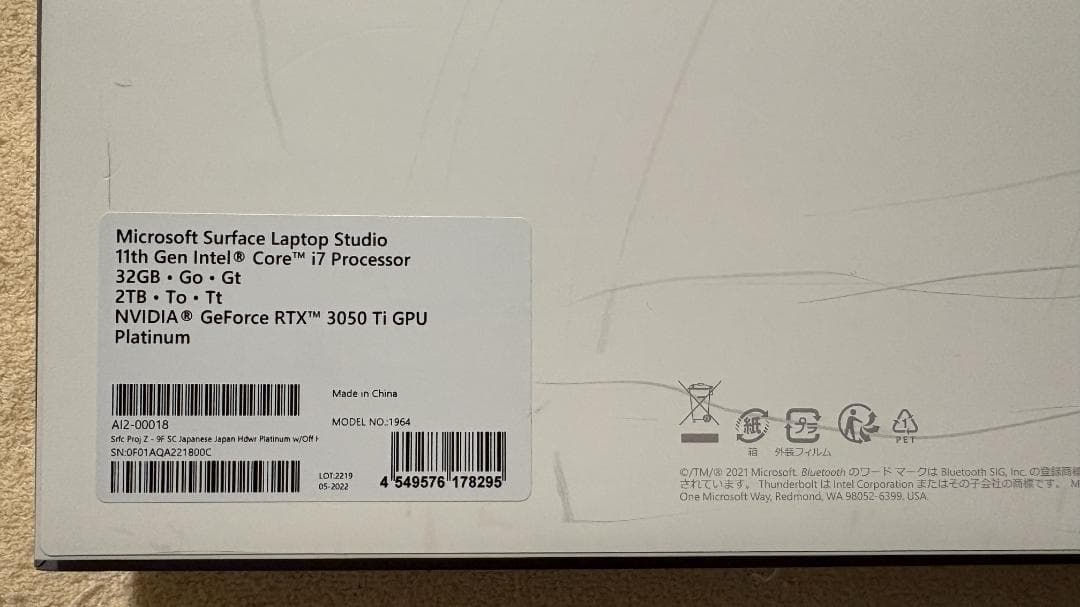 Microsoft Surface Laptop Studio
11th Gen Intel® Core™ i7 Processor
32GB • Go • Gt
2TB • To • Tt
NVIDIA® GeForce RTX™ 3050 Ti GPU
Platinum
Made in China
AI2-00018
MODEL NO.:1964
Srfc Proj Z - 9F SC Japanese Japan Hdwr Platinum w/Off
SN:0F01AQA221800C
LOT:2219
05-2022
4 549576 178295
紙
プラ
1
PET
箱
外装フィルム
©/TM/® 2021 Microsoft. Bluetooth のワード マークは Bluetooth SIG, Inc. の登録商標
されています。 Thunderbolt は Intel Corporation またはその子会社の商標です。 M
One Microsoft Way, Redmond, WA 98052-6399, USA.